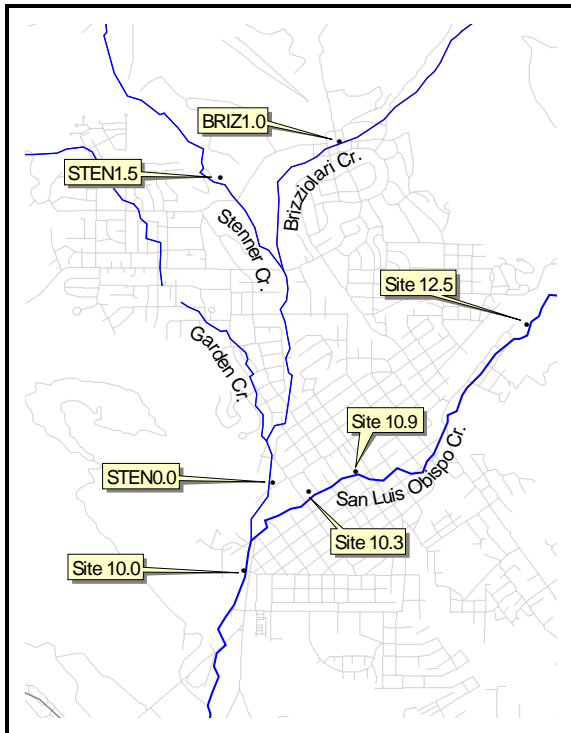 BRIZ1.0
STEN1.5
Brizziolari Cr.
Stenner Cr.
Site 12.5
Garden Cr.
Site 10.9
STEN0.0
San Luis Obispo Cr.
Site 10.3
Site 10.0